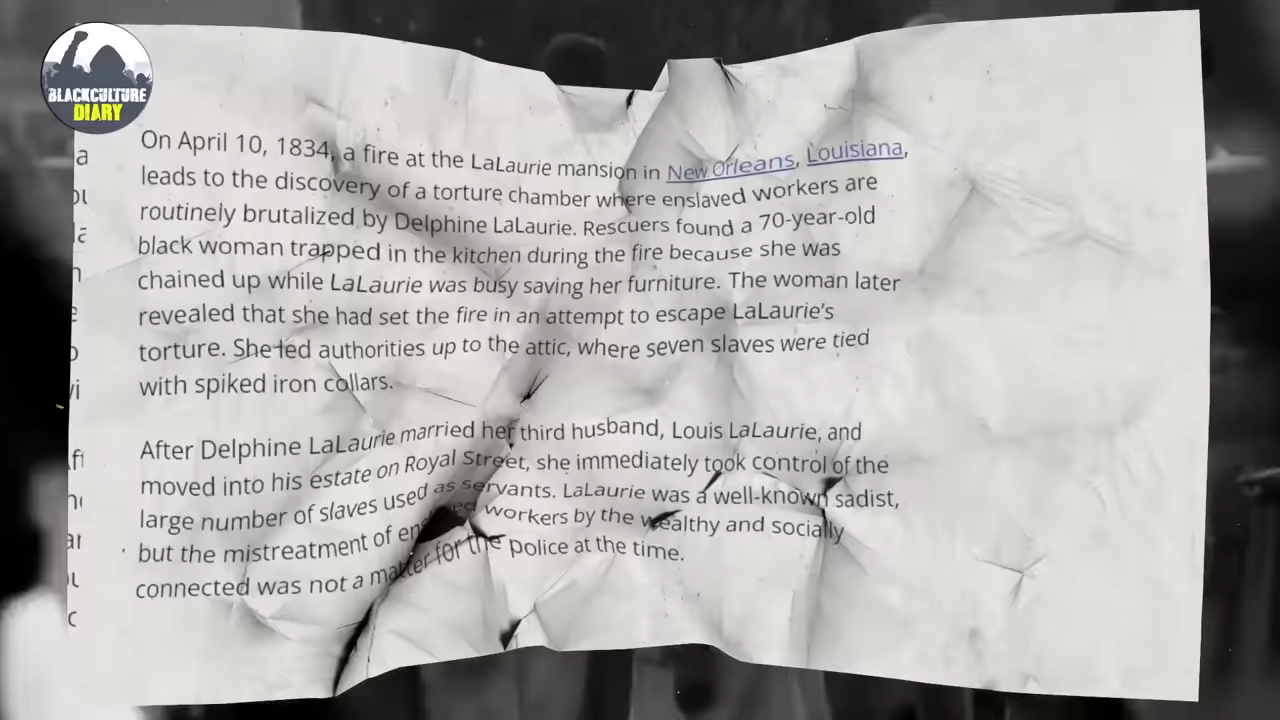 BLACKCULTURE
DIARY
On April 10, 1834, a fire at the LaLaurie mansion in New Orleans, Louisiana,
leads to the discovery of a torture chamber where enslaved workers are
routinely brutalized by Delphine LaLaurie. Rescuers found a 70-year-old
black woman trapped in the kitchen during the fire because she was
chained up while LaLaurie was busy saving her furniture. The woman later
revealed that she had set the fire in an attempt to escape LaLaurie's
torture. She led authorities up to the attic, where seven slaves were tied
with spiked iron collars.
After Delphine LaLaurie married her third husband, Louis LaLaurie, and
moved into his estate on Royal Street, she immediately took control of the
large number of slaves used as servants. LaLaurie was a well-known sadist,
but the mistreatment of workers by the wealthy and socially
connected was not a matter for the police at the time.